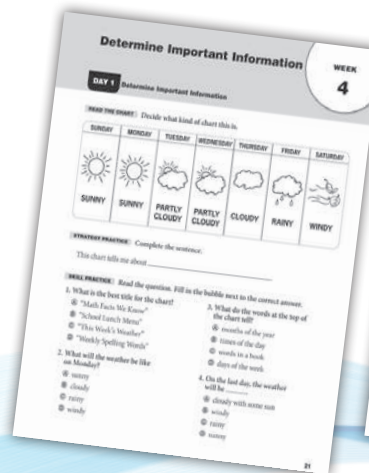 Determine Important Information
WEEK
4
DAY 1 Determine Important Information
READ THE CHART Decide what kind of chart this is.
SUNDAY MONDAY TUESDAY WEDNESDAY THURSDAY FRIDAY SATURDAY
SUNNY SUNNY PARTLY CLOUDY PARTLY CLOUDY CLOUDY RAINY WINDY
STRATEGY PRACTICE Complete the sentence.
This chart tells me about
SKILL PRACTICE Read the question. Fill in the bubble next to the correct answer.
1. What is the best title for the chart?
Ⓐ "Math Facts We Know"
Ⓑ "School Lunch Menu"
Ⓒ "This Week's Weather"
Ⓓ "Weekly Spelling Words"
2. What will the weather be like
on Monday?
Ⓐ sunny
Ⓑ cloudy
Ⓒ rainy
Ⓓ windy
3. What do the words at the top of
the chart tell?
Ⓐ months of the year
Ⓑ times of the day
Ⓒ words in a book
Ⓓ days of the week
4. On the last day, the weather
will be
Ⓐ cloudy with some sun
Ⓑ windy
Ⓒ rainy
Ⓓ sunny